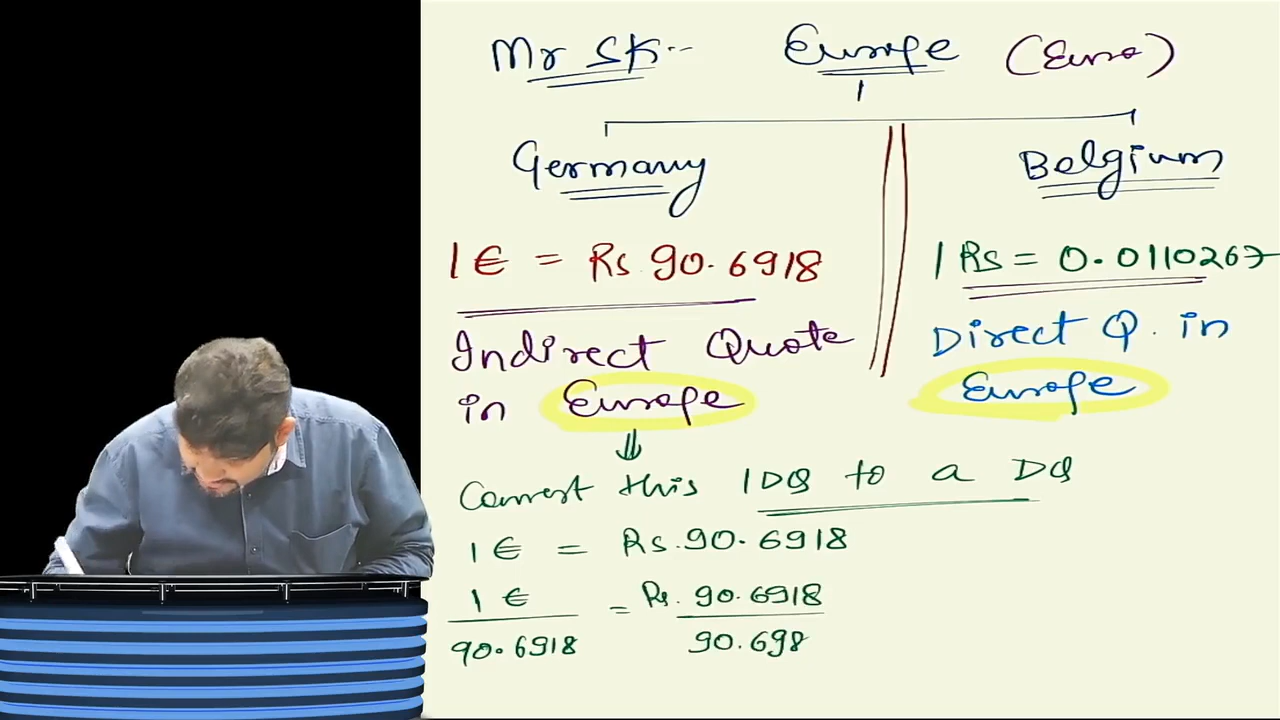 Mr SK.. Europe (Euro)
Germany
Belgium
1 € = Rs 90.6918
1 Rs = 0.0110267
Indirect Quote
in Europe
Direct Q. in
Europe
Convert this IDQ to a DQ
1 € = Rs. 90.6918
1 € / 90.6918 = Rs. 90.6918 / 90.698